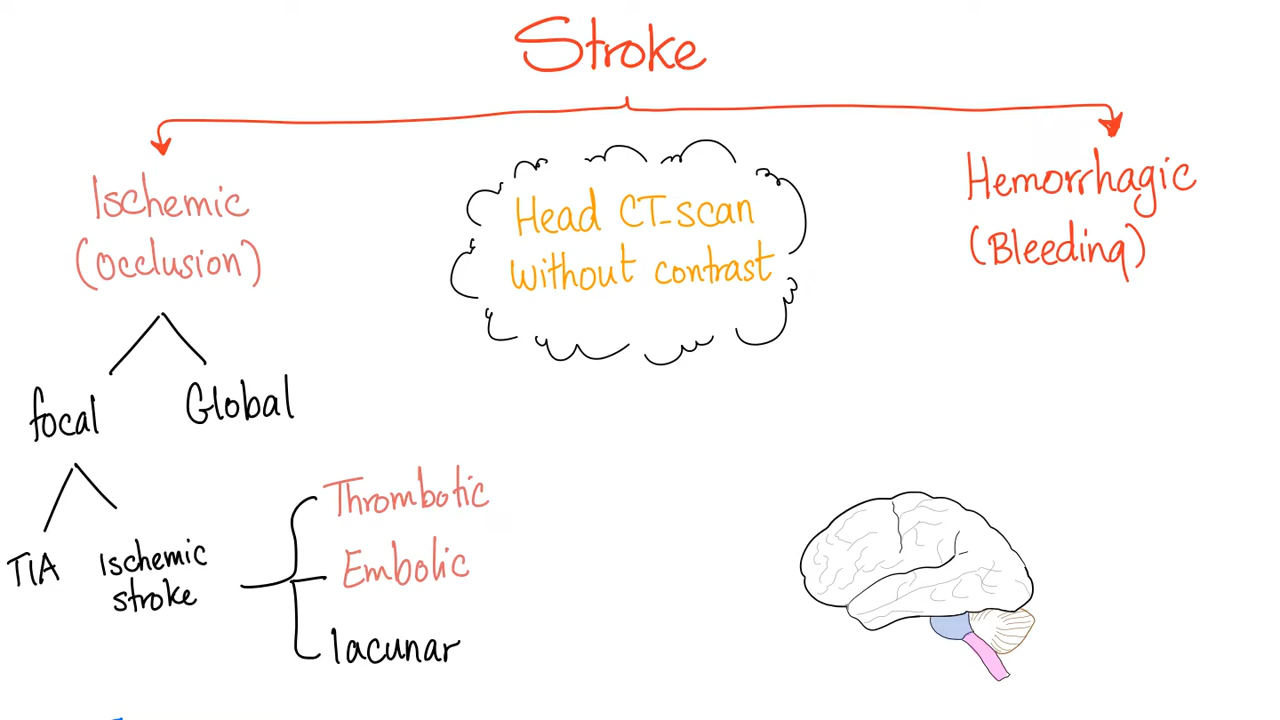 Stroke
Ischemic
(Occlusion)
Head CT-scan
without contrast
Hemorrhagic
(Bleeding)
focal
Global
TIA
Ischemic
stroke
Thrombotic
Embolic
lacunar